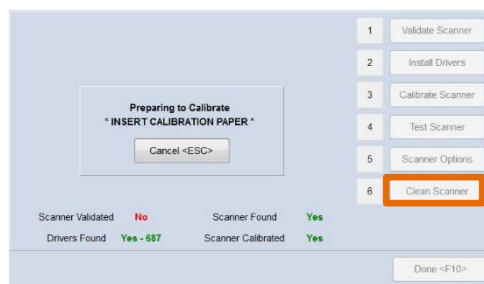 1 Validate Scanner
2 Install Drivers
3 Calibrate Scanner
Preparing to Calibrate
* INSERT CALIBRATION PAPER *
4 Test Scanner
Cancel <ESC>
5 Scanner Options
6 Clean Scanner
Scanner Validated No Scanner Found Yes
Drivers Found Yes - 687 Scanner Calibrated Yes
Done <F10>